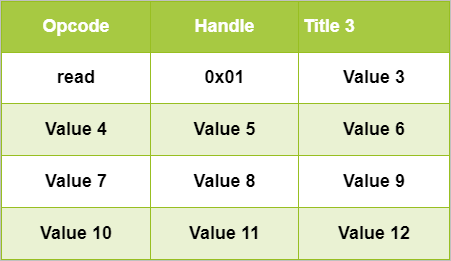 Opcode Handle Title 3
read 0x01 Value 3
Value 4 Value 5 Value 6
Value 7 Value 8 Value 9
Value 10 Value 11 Value 12